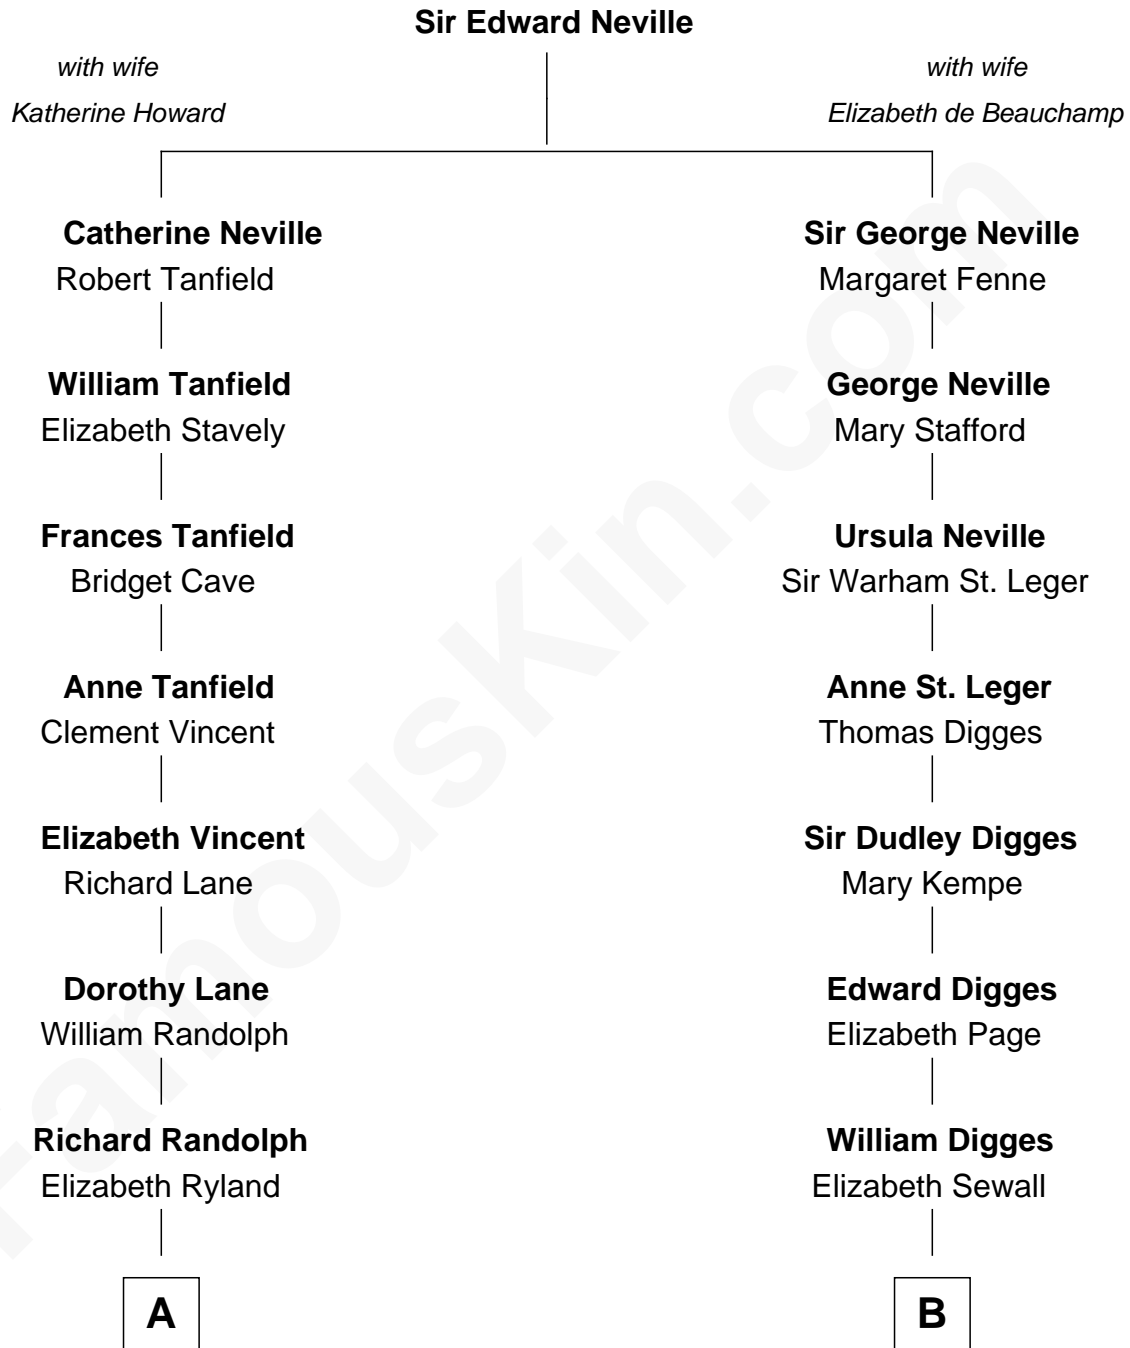 Sir Edward Neville
with wife
Katherine Howard
with wife
Elizabeth de Beauchamp
Catherine Neville
Robert Tanfield
William Tanfield
Elizabeth Stavely
Frances Tanfield
Bridget Cave
Anne Tanfield
Clement Vincent
Elizabeth Vincent
Richard Lane
Dorothy Lane
William Randolph
Richard Randolph
Elizabeth Ryland
A
Sir George Neville
Margaret Fenne
George Neville
Mary Stafford
Ursula Neville
Sir Warham St. Leger
Anne St. Leger
Thomas Digges
Sir Dudley Digges
Mary Kempe
Edward Digges
Elizabeth Page
William Digges
Elizabeth Sewall
B
FamousKin.com